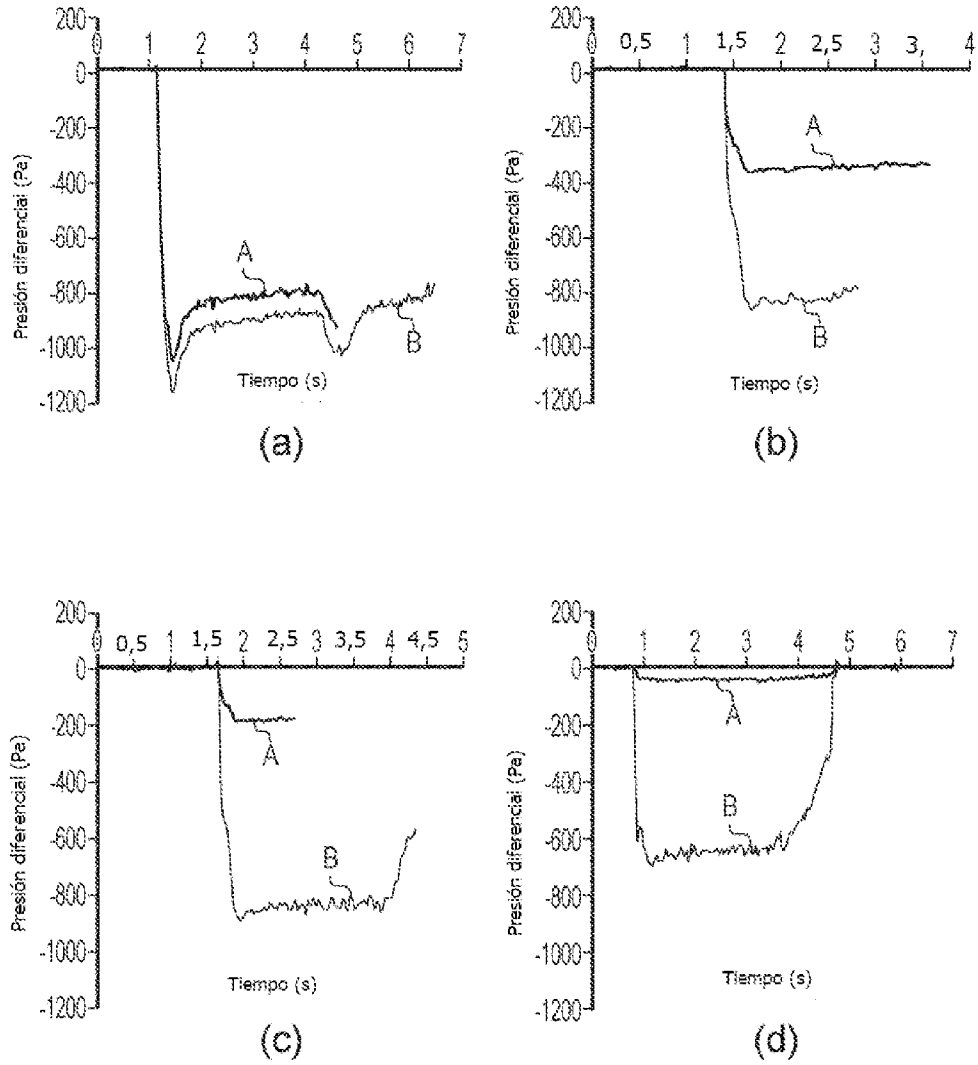 200
0 1 2 3 4 5 6 7
0
-200
-400
-600
-800
-1000
-1200
Presión diferencial (Pa)
A
B
Tiempo (s)
(a)
200
0 0,5 1 1,5 2 2,5 3 3, 4
0
-200
-400
-600
-800
-1000
-1200
Presión diferencial (Pa)
A
B
Tiempo (s)
(b)
200
0 0,5 1 1,5 2 2,5 3 3,5 4 4,5 5
0
-200
-400
-600
-800
-1000
-1200
Presión diferencial (Pa)
A
B
Tiempo (s)
(c)
200
0 1 2 3 4 5 6 7
0
-200
-400
-600
-800
-1000
-1200
Presión diferencial (Pa)
A
B
Tiempo (s)
(d)